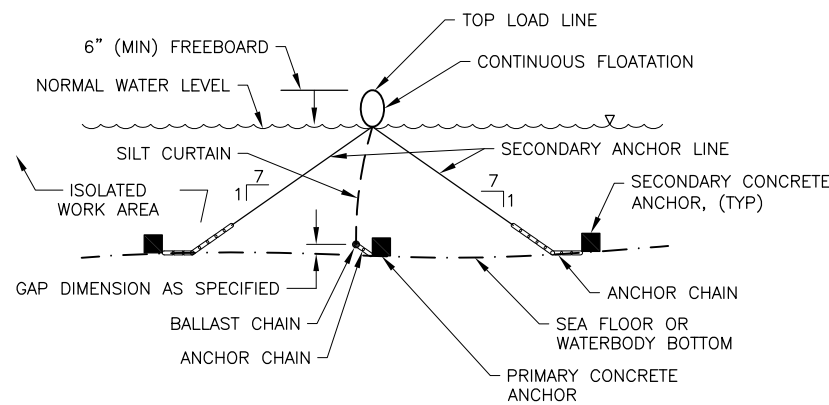 TOP LOAD LINE
6" (MIN) FREEBOARD
CONTINUOUS FLOATATION
NORMAL WATER LEVEL
SILT CURTAIN
SECONDARY ANCHOR LINE
7
1
7
1
ISOLATED
WORK AREA
SECONDARY CONCRETE
ANCHOR, (TYP)
GAP DIMENSION AS SPECIFIED
ANCHOR CHAIN
BALLAST CHAIN
SEA FLOOR OR
WATERBODY BOTTOM
ANCHOR CHAIN
PRIMARY CONCRETE
ANCHOR